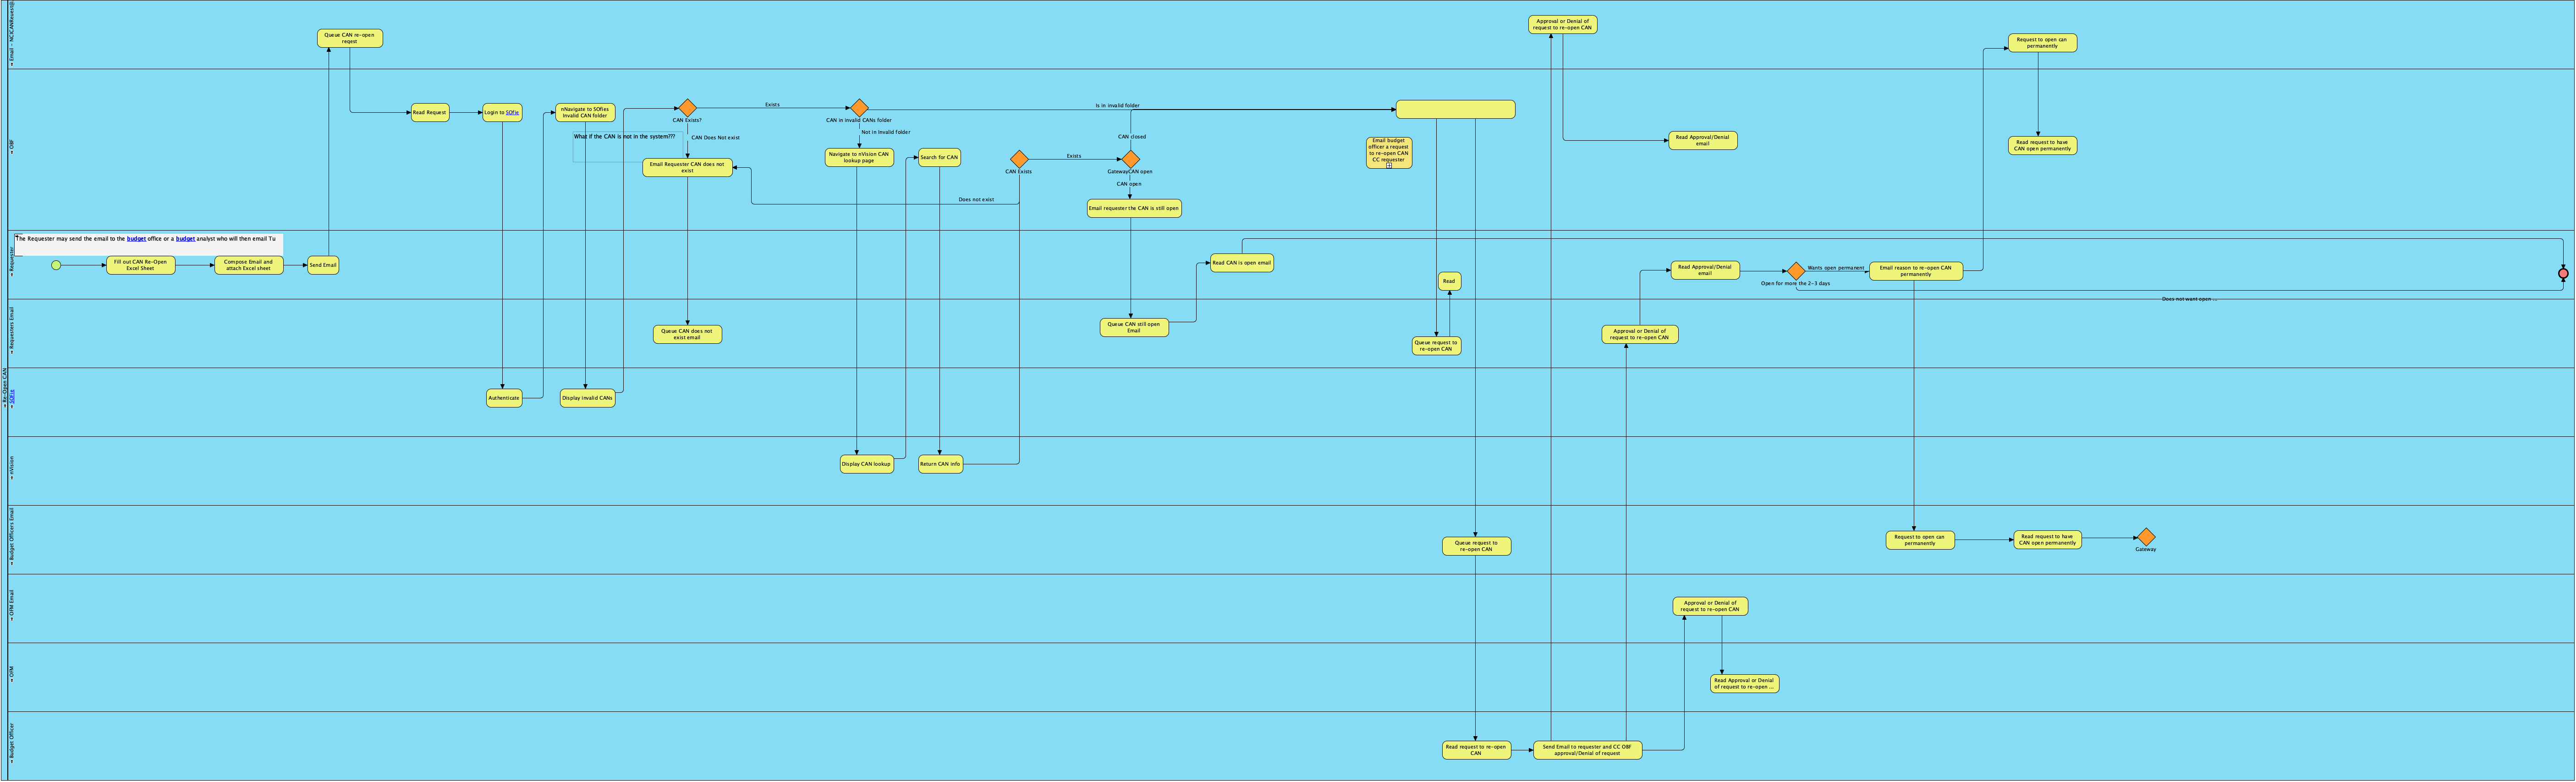 Re-Open CAN
Email - NCICANRequest@
Queue CAN re-open
reqest
Approval or Denial of
request to re-open CAN
Request to open can
permanently
OBF
Read Request
Login to SOfie
nNavigate to SOfies
Invalid CAN folder
CAN Exists?
Exists
CAN in invalid CANs folder
Is in invalid folder
What if the CAN is not in the system???
CAN Does Not exist
Not in Invalid folder
Email Requester CAN does not
exist
Navigate to nVision CAN
lookup page
Search for CAN
CAN Exists
Exists
CAN closed
GatewayCAN open
CAN open
Does not exist
Email requester the CAN is still open
Email budget
officer a request
to re-open CAN
CC requester
Read Approval/Denial
email
Read request to have
CAN open permanently
Requester
The Requester may send the email to the budget office or a budget analyst who will then email Tu
Fill out CAN Re-Open
Excel Sheet
Compose Email and
attach Excel sheet
Send Email
Read CAN is open email
Read
Read Approval/Denial
email
Open for more the 2-3 days
Wants open permanent
Email reason to re-open CAN
permanently
Does not want open ...
Requesters Email
Queue CAN does not
exist email
Queue CAN still open
Email
Queue request to
re-open CAN
Approval or Denial of
request to re-open CAN
SOFie
Authenticate
Display invalid CANs
nVision
Display CAN lookup
Return CAN info
Budget Officers Email
Queue request to
re-open CAN
Request to open can
permanently
Read request to have
CAN open permanently
Gateway
OFM Email
Approval or Denial of
request to re-open CAN
OFM
Read Approval or Denial
of request to re-open ...
Budget Officer
Read request to re-open
CAN
Send Email to requester and CC OBF
approval/Denial of request